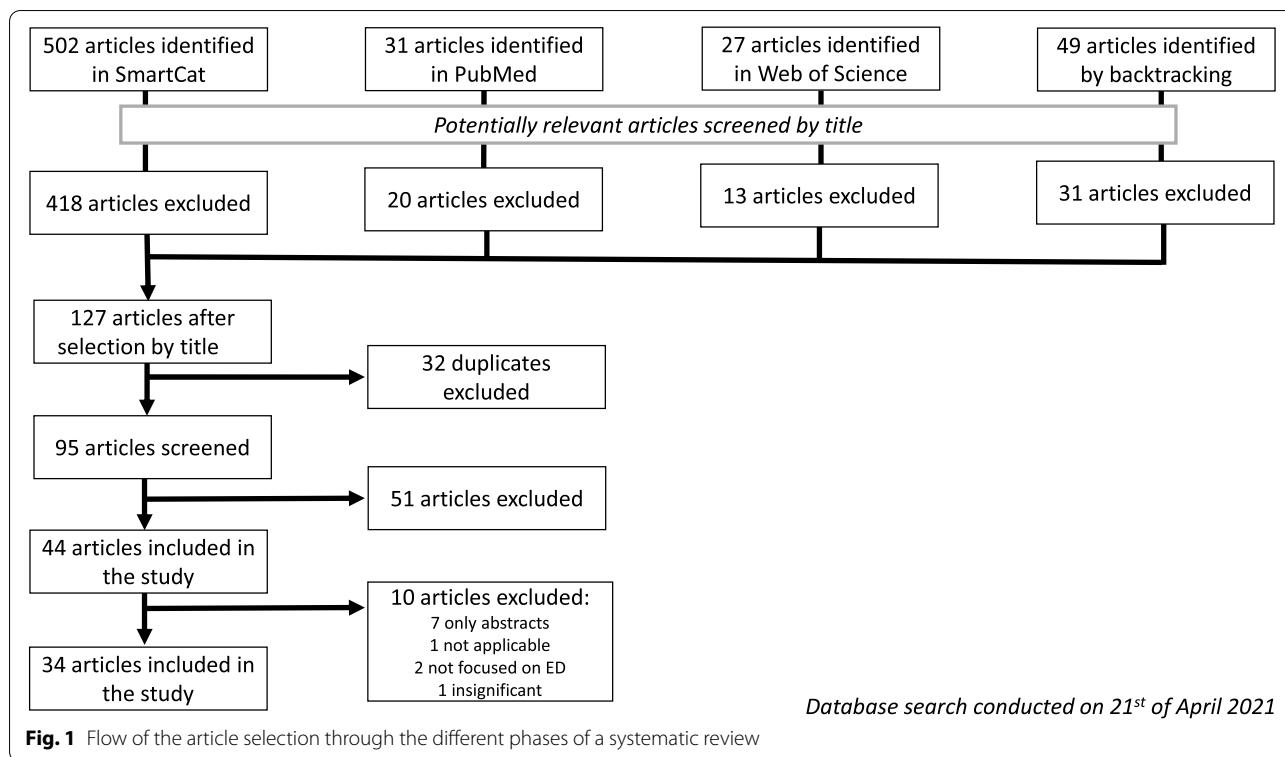 502 articles identified
in SmartCat
31 articles identified
in PubMed
27 articles identified
in Web of Science
49 articles identified
by backtracking
Potentially relevant articles screened by title
418 articles excluded
20 articles excluded
13 articles excluded
31 articles excluded
127 articles after
selection by title
32 duplicates
excluded
95 articles screened
51 articles excluded
44 articles included in
the study
10 articles excluded:
7 only abstracts
1 not applicable
2 not focused on ED
1 insignificant
34 articles included in
the study
Database search conducted on 21st of April 2021
Fig. 1 Flow of the article selection through the different phases of a systematic review